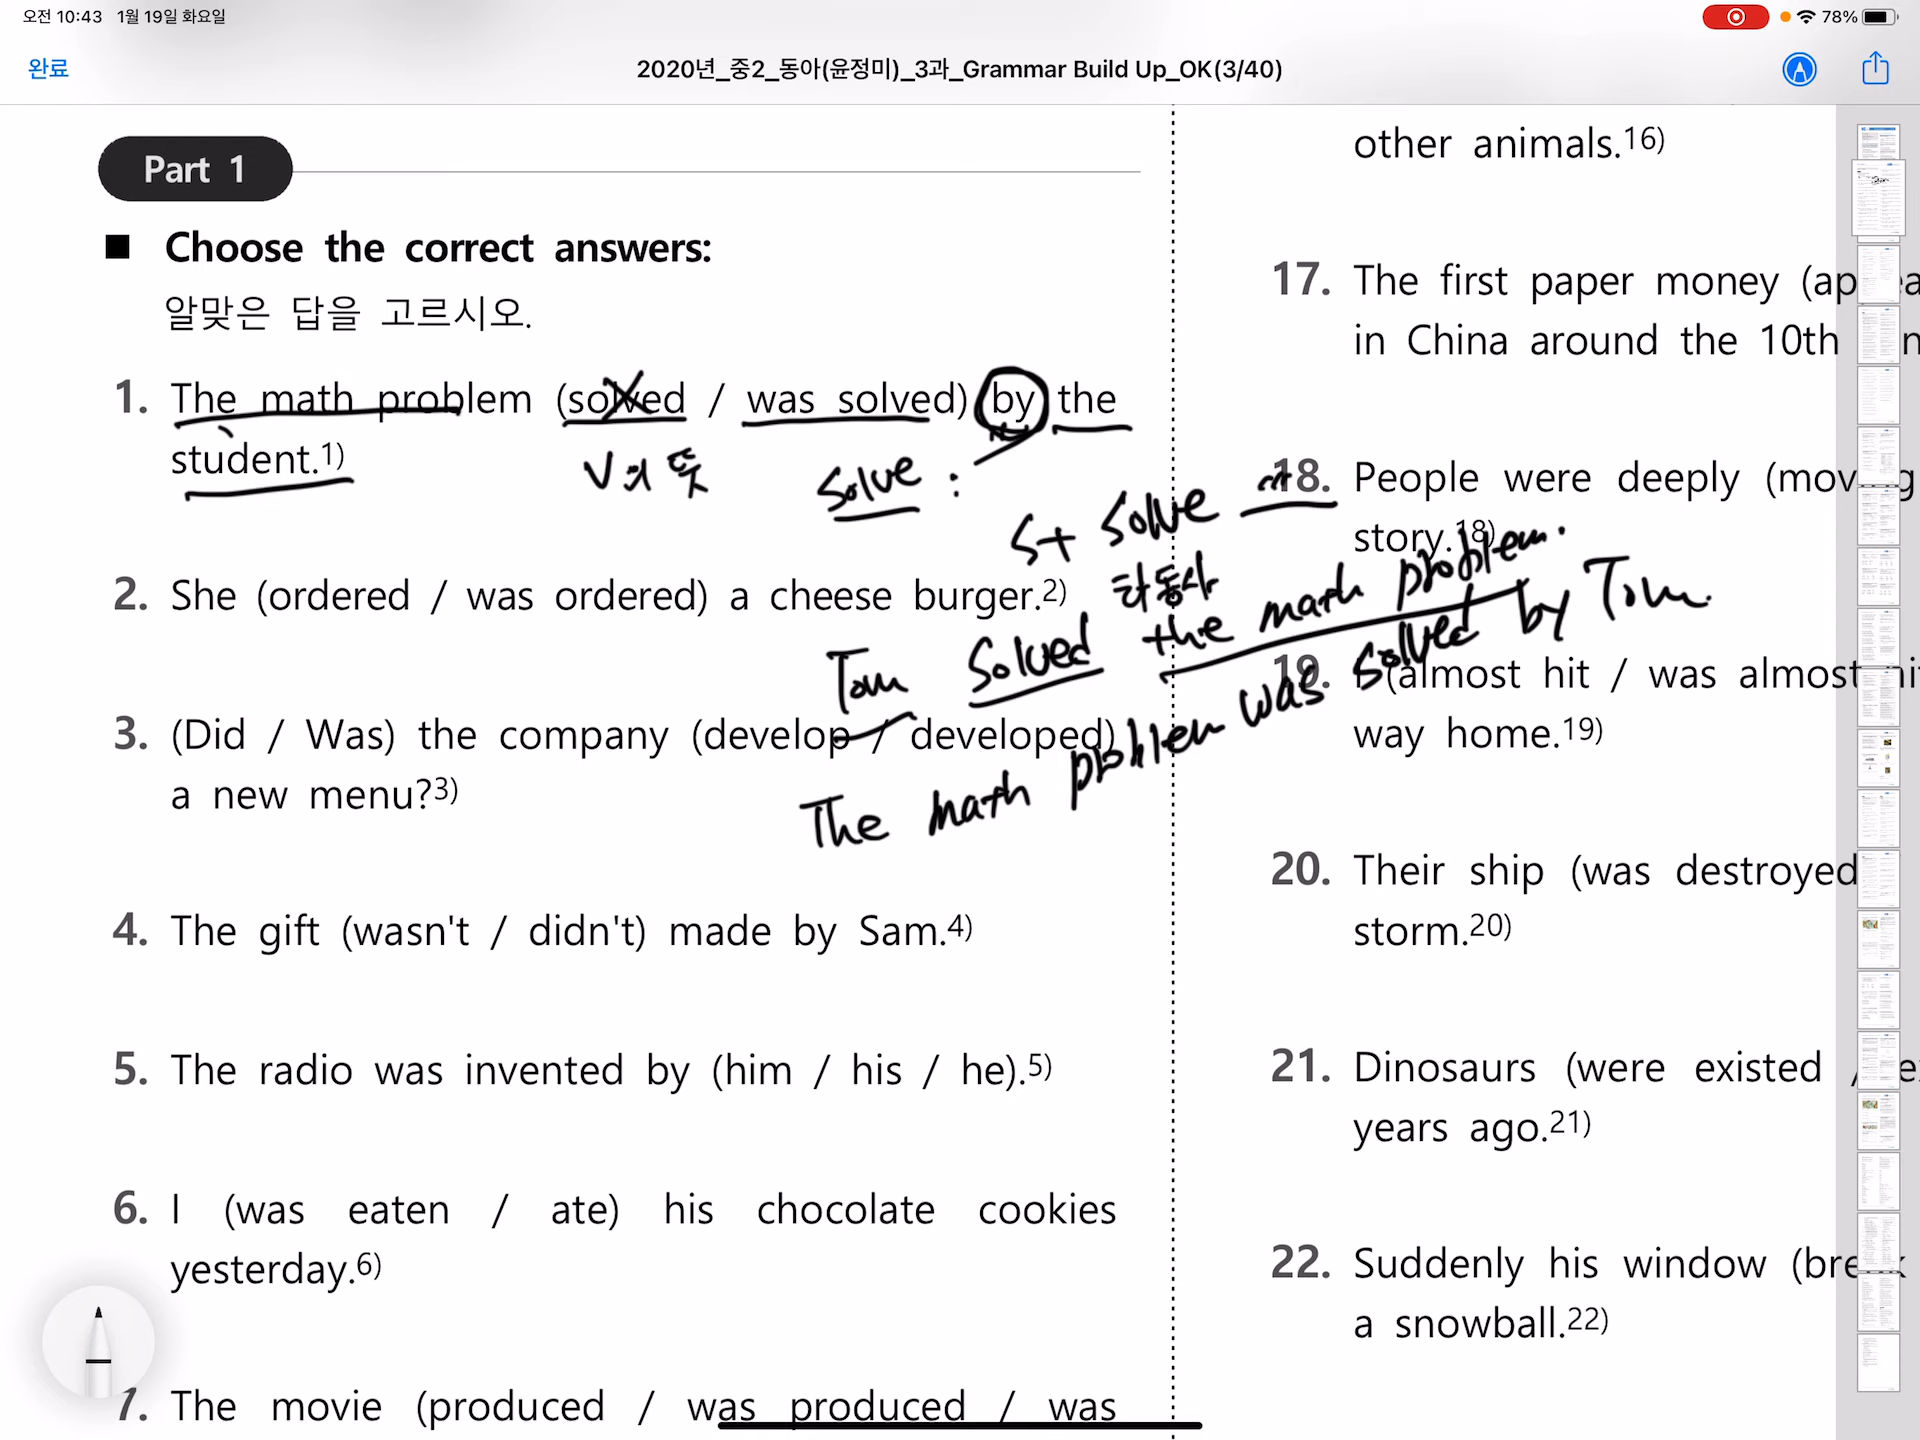 오전 10:43 1월 19일 화요일
78%
완료
2020년_중2_동아(윤정미)_3과_Grammar Build Up_OK(3/40)
Part 1
■ Choose the correct answers:
알맞은 답을 고르시오.
1. The math problem (solved / was solved) by the
student.1)
V의 뜻
solve :
S+ solve
타동사
2. She (ordered / was ordered) a cheese burger.2)
Tom solved the math problem.
3. (Did / Was) the company (develop / developed)
a new menu?3)
The math problem was solved by Tom.
4. The gift (wasn't / didn't) made by Sam.4)
5. The radio was invented by (him / his / he).5)
6. I (was eaten / ate) his chocolate cookies
yesterday.6)
7. The movie (produced / was produced / was
other animals.16)
17. The first paper money (ap
in China around the 10th
18. People were deeply (mov
story.18)
19. I (almost hit / was almost
way home.19)
20. Their ship (was destroyed
storm.20)
21. Dinosaurs (were existed /
years ago.21)
22. Suddenly his window (bre
a snowball.22)